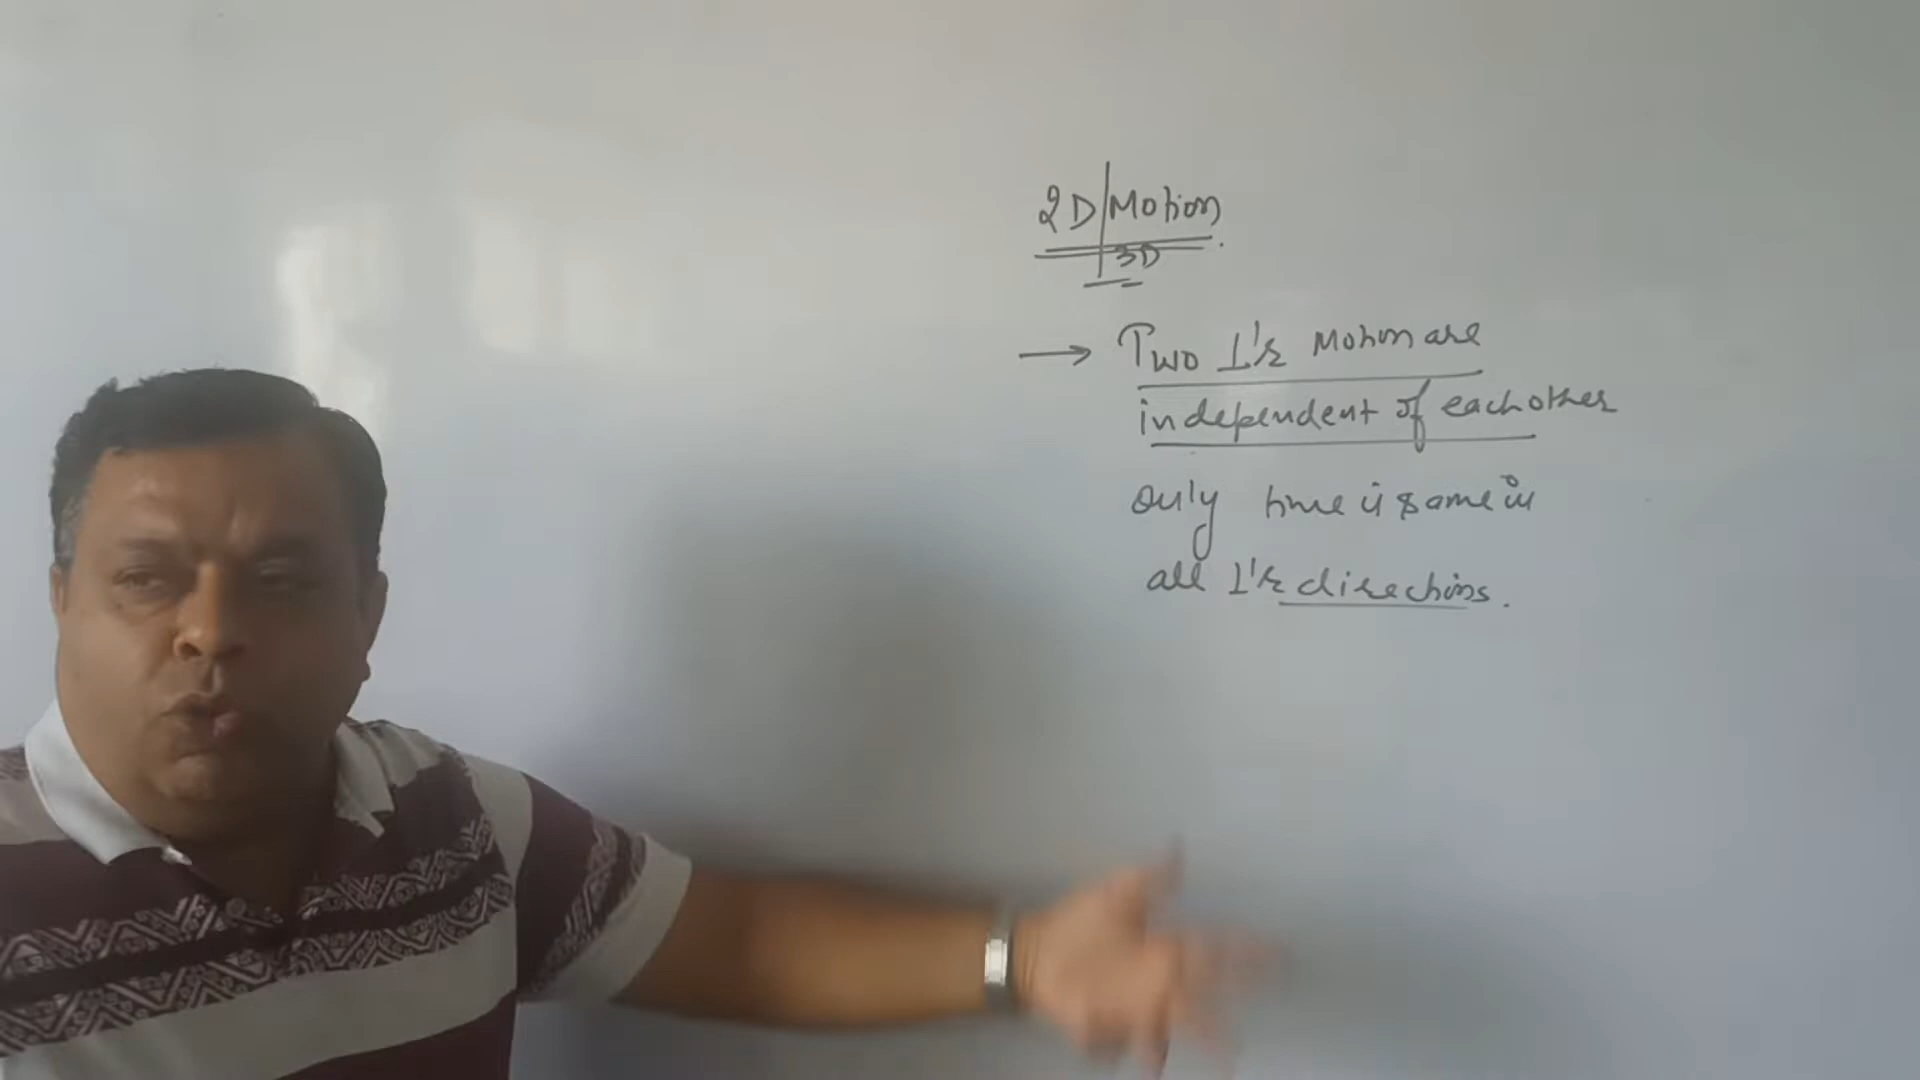 2D/Motion
3D
→ Two ⊥'r Motion are
independent of each other
only time is same in
all ⊥'r directions.